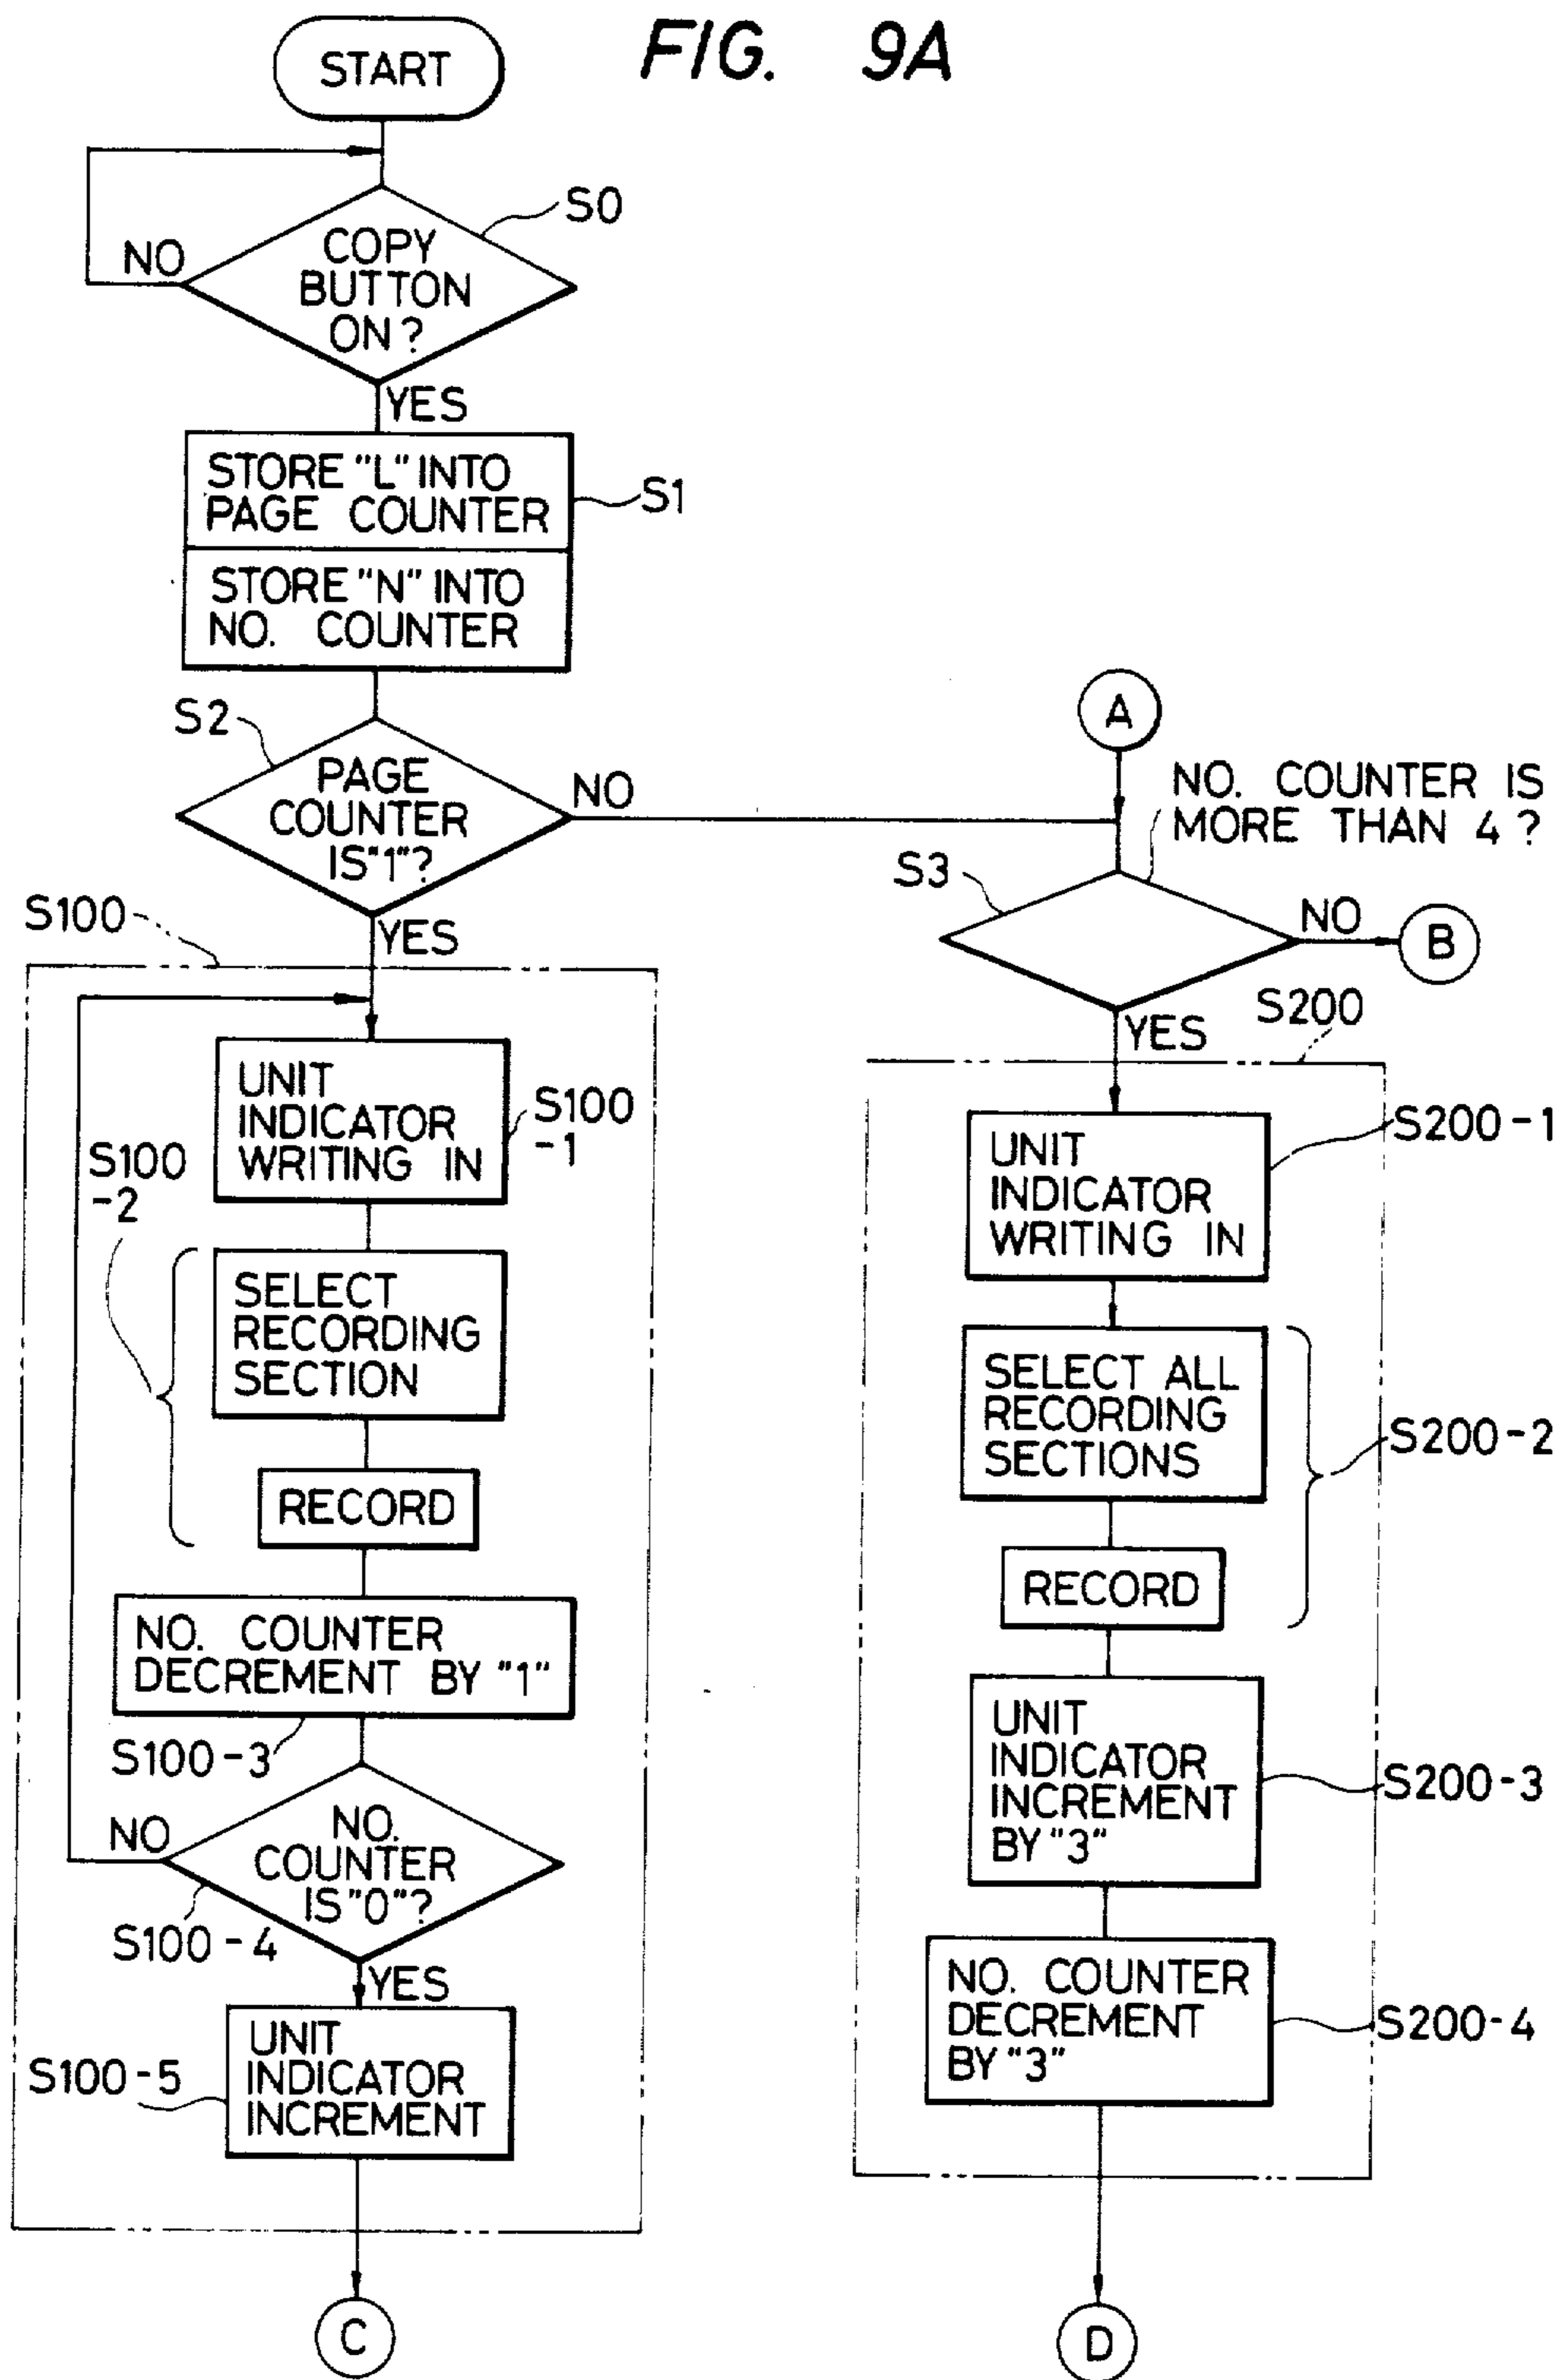 FIG. 9A
START
S0
NO
COPY
BUTTON
ON?
YES
STORE "L" INTO
PAGE COUNTER
S1
STORE "N" INTO
NO. COUNTER
S2
PAGE
COUNTER
IS "1"?
NO
YES
S100
UNIT
INDICATOR
WRITING IN
S100
-1
S100
-2
SELECT
RECORDING
SECTION
RECORD
NO. COUNTER
DECREMENT BY "1"
S100-3
NO
NO.
COUNTER
IS "0"?
S100-4
YES
UNIT
INDICATOR
INCREMENT
S100-5
C
A
NO. COUNTER IS
MORE THAN 4?
S3
NO
B
YES
S200
UNIT
INDICATOR
WRITING IN
S200-1
SELECT ALL
RECORDING
SECTIONS
S200-2
RECORD
UNIT
INDICATOR
INCREMENT
BY "3"
S200-3
NO. COUNTER
DECREMENT
BY "3"
S200-4
D